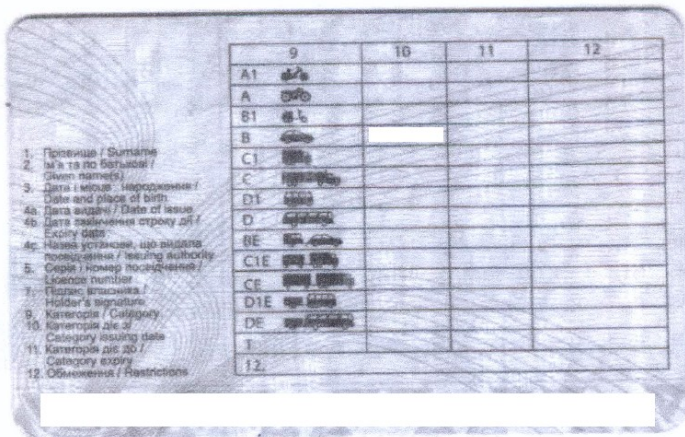 9 10 11 12
A1
A
B1
B
C1
C
D1
D
BE
C1E
CE
D1E
DE
T
12.
1. Прізвище / Surname
2. Ім'я та по батькові /
Given name(s)
3. Дата і місце народження /
Date and place of birth
4a. Дата видачі / Date of issue
4b. Дата закінчення строку дії /
Expiry date
4c. Назва установи, що видала
посвідчення / Issuing authority
5. Серія і номер посвідчення /
Licence number
7. Підпис власника /
Holder's signature
9. Категорія / Category
10. Категорія діє з /
Category issuing date
11. Категорія діє до /
Category expiry
12. Обмеження / Restrictions